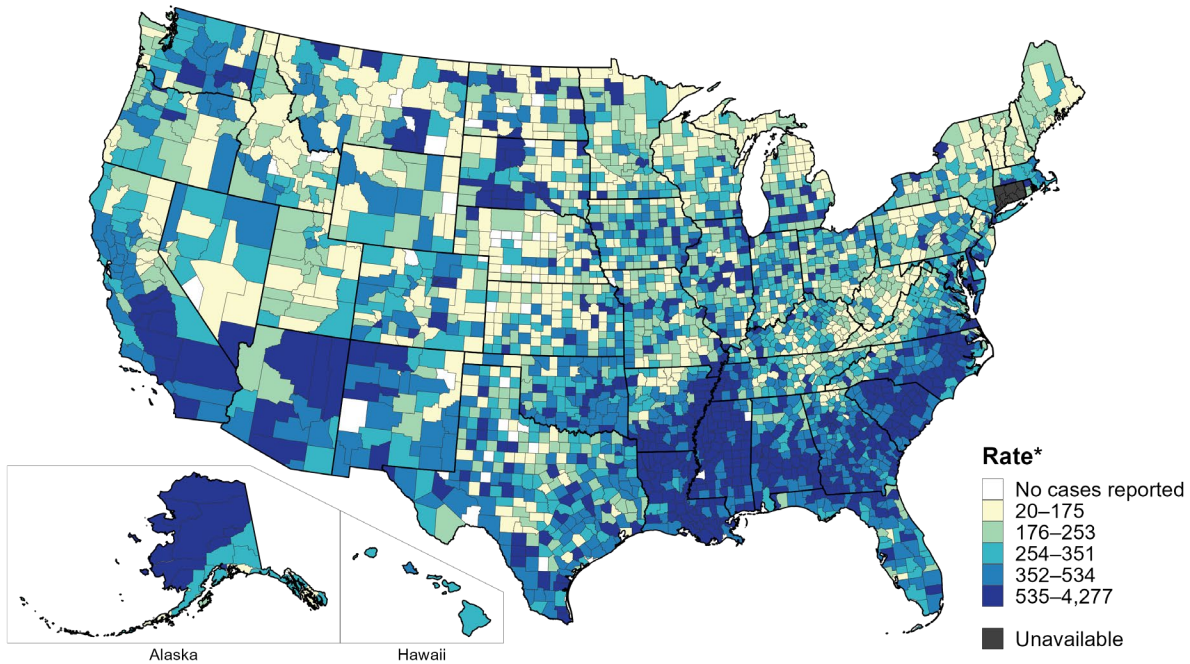 Rate*
No cases reported
20–175
176–253
254–351
352–534
535–4,277
Unavailable
Alaska
Hawaii